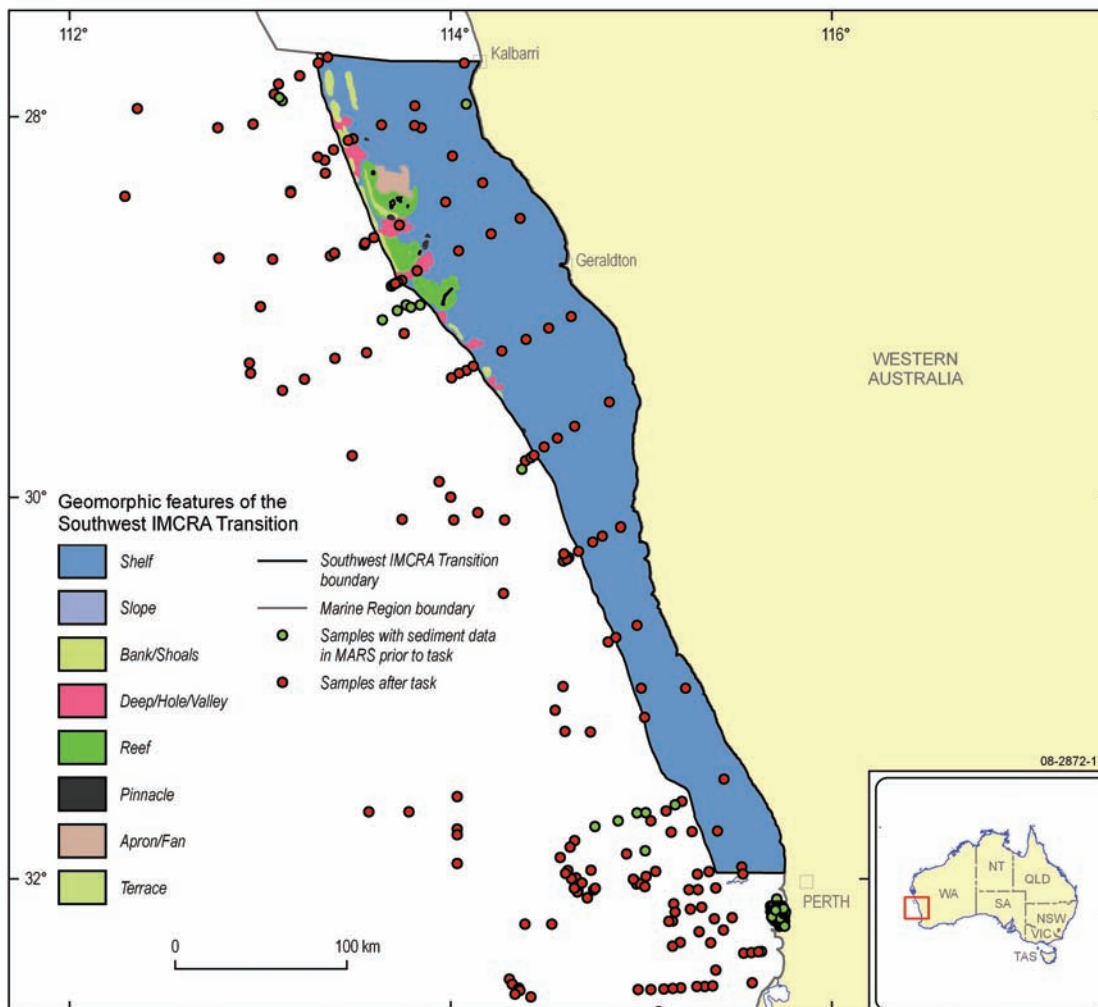 112°
114°
116°
Kalbarri
28°
Geraldton
WESTERN
AUSTRALIA
30°
Geomorphic features of the
Southwest IMCRA Transition
Shelf
Slope
Bank/Shoals
Deep/Hole/Valley
Reef
Pinnacle
Apron/Fan
Terrace
Southwest IMCRA Transition
boundary
Marine Region boundary
Samples with sediment data
in MARS prior to task
Samples after task
08-2872-1
32°
PERTH
0
100 km
NT
QLD
WA
SA
NSW
VIC
TAS